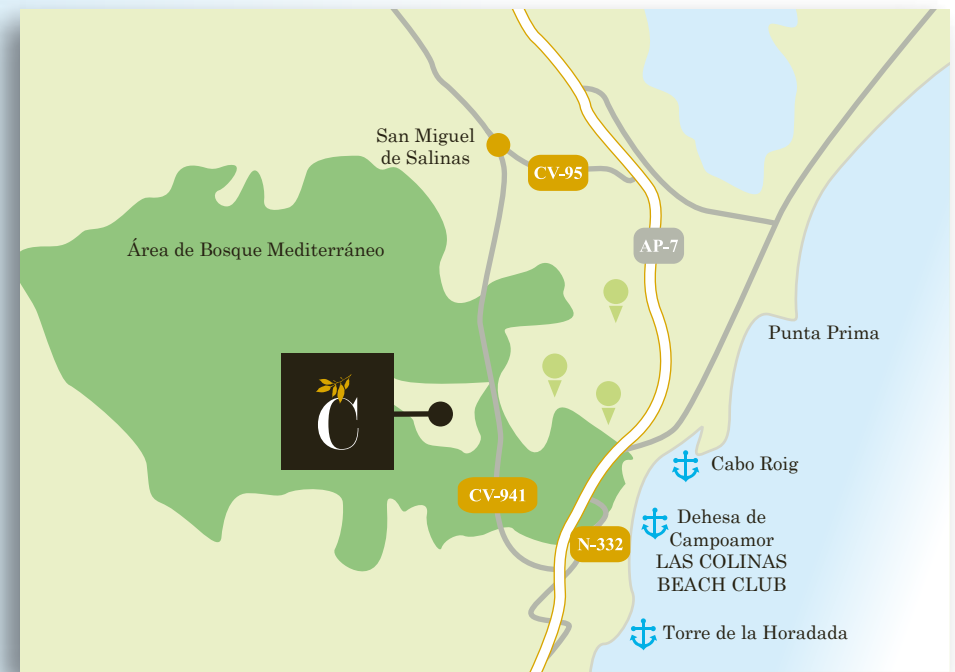 San Miguel
de Salinas
CV-95
Área de Bosque Mediterráneo
AP-7
Punta Prima
C
Cabo Roig
CV-941
Dehesa de
Campoamor
LAS COLINAS
BEACH CLUB
N-332
Torre de la Horadada